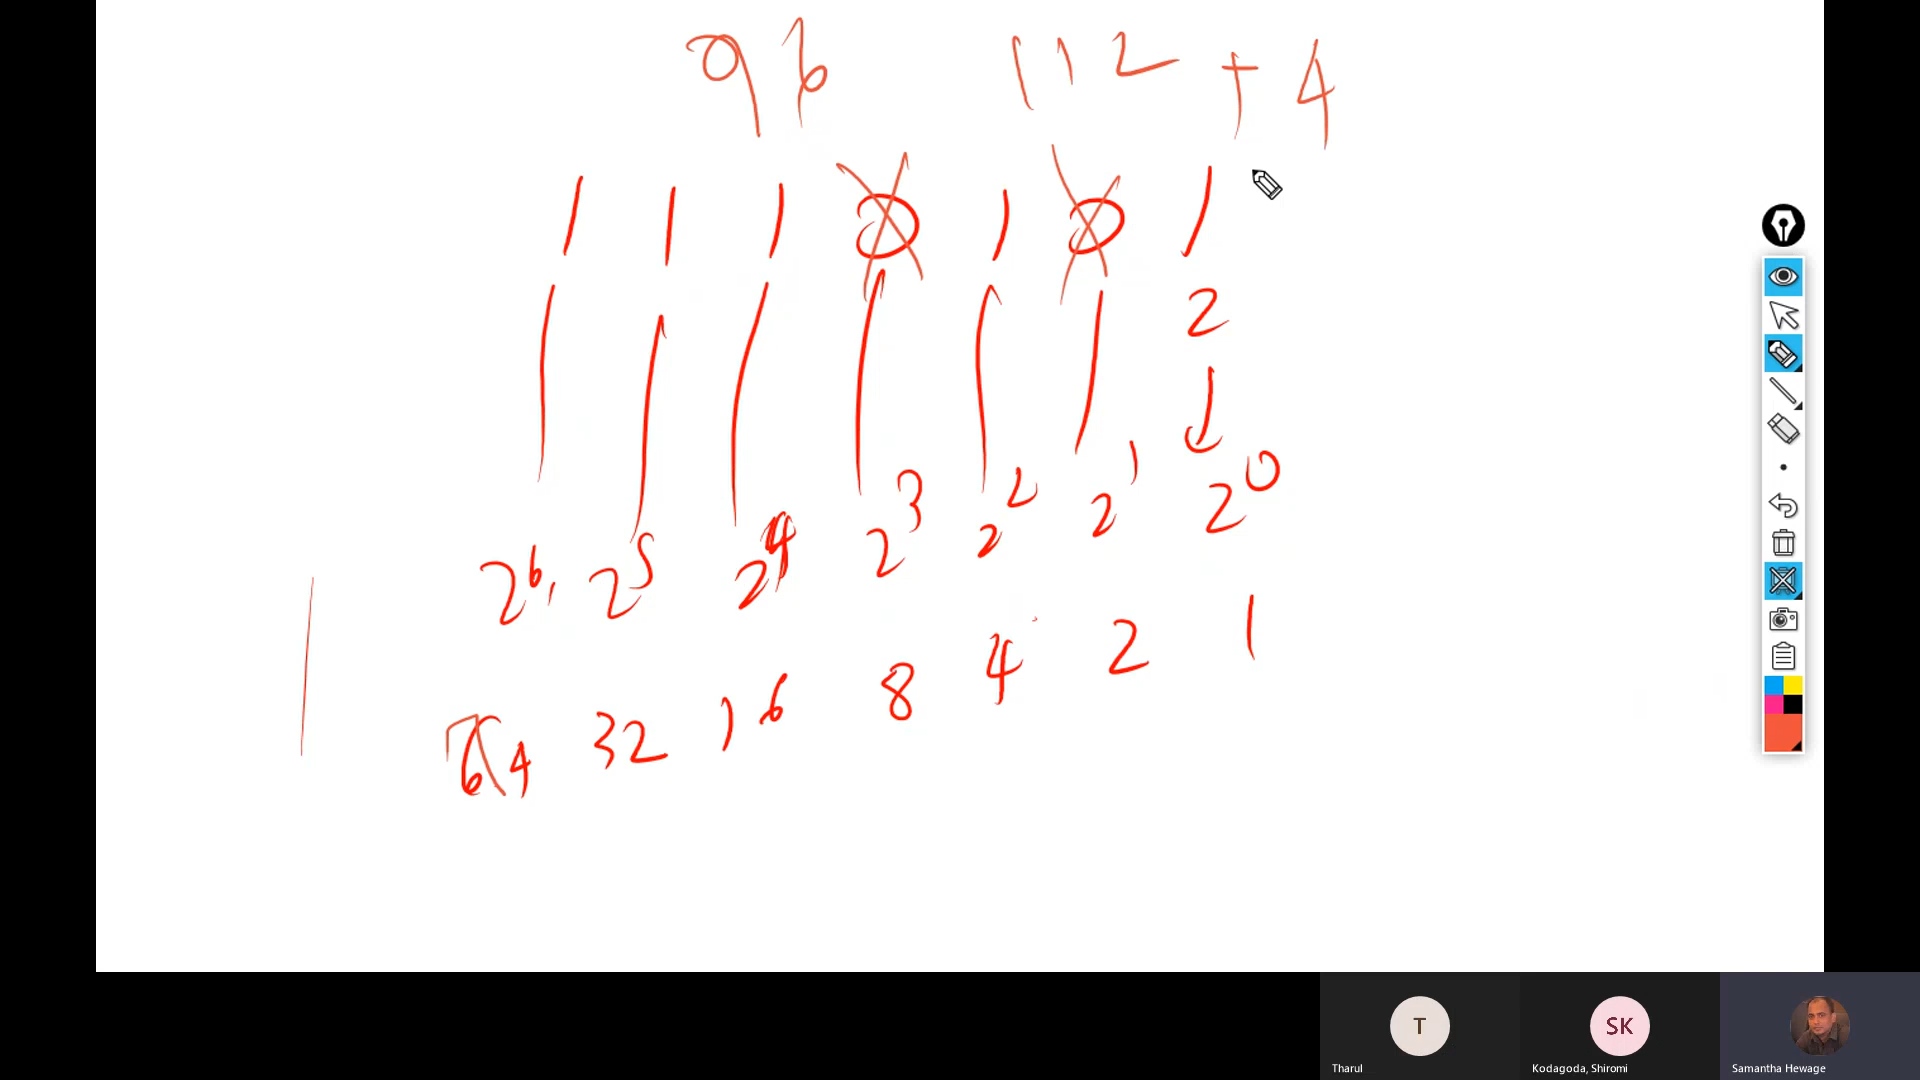 96 112 + 4
1 1 1 0 1 0 1
2
2⁶, 2⁵ 2⁴ 2³ 2² 2¹ 2⁰
64 32 16 8 4 2 1
T SK
Tharul Kodagoda, Shiromi Samantha Hewage